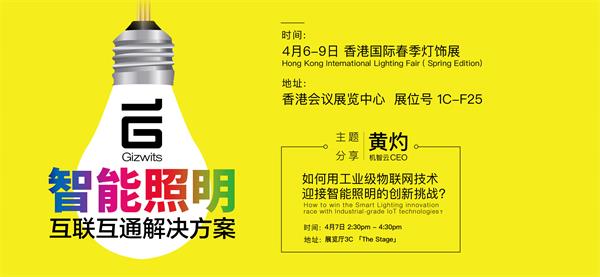 Gizwits
智能照明
互联互通解决方案
时间：
4月6-9日 香港国际春季灯饰展
Hong Kong International Lighting Fair ( Spring Edition)
地址：
香港会议展览中心 展位号 1C-F25
主题
分享
黄灼
机智云CEO
如何用工业级物联网技术
迎接智能照明的创新挑战？
How to win the Smart Lighting innovation
race with Industrial-grade IoT technologies？
时间：4月7日 2:30pm – 4:30pm
地址：展览厅3C 「The Stage」